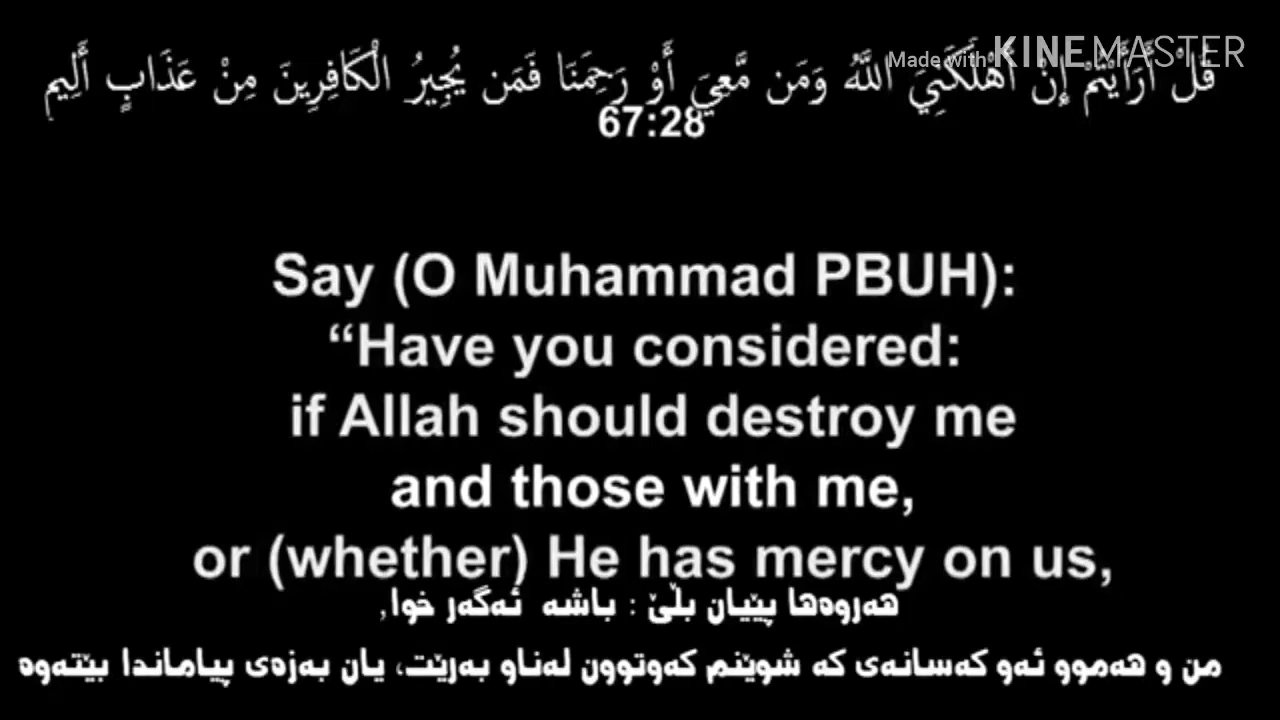 قُلْ أَرَأَيْتُمْ إِنْ أَهْلَكَنِيَ اللَّهُ وَمَن مَّعِيَ أَوْ رَحِمَنَا فَمَن يُجِيرُ الْكَافِرِينَ مِنْ عَذَابٍ أَلِيمٍ
Made with KINEMASTER
67:28
Say (O Muhammad PBUH):
“Have you considered:
if Allah should destroy me
and those with me,
or (whether) He has mercy on us,
هەروەها پێیان بڵێ : باشە ئەگەر خوا,
من و هەموو ئەو کەسانەی کە شوێنم کەوتوون لەناو بەرێت، یان بەزەی پیاماندا بێتەوە